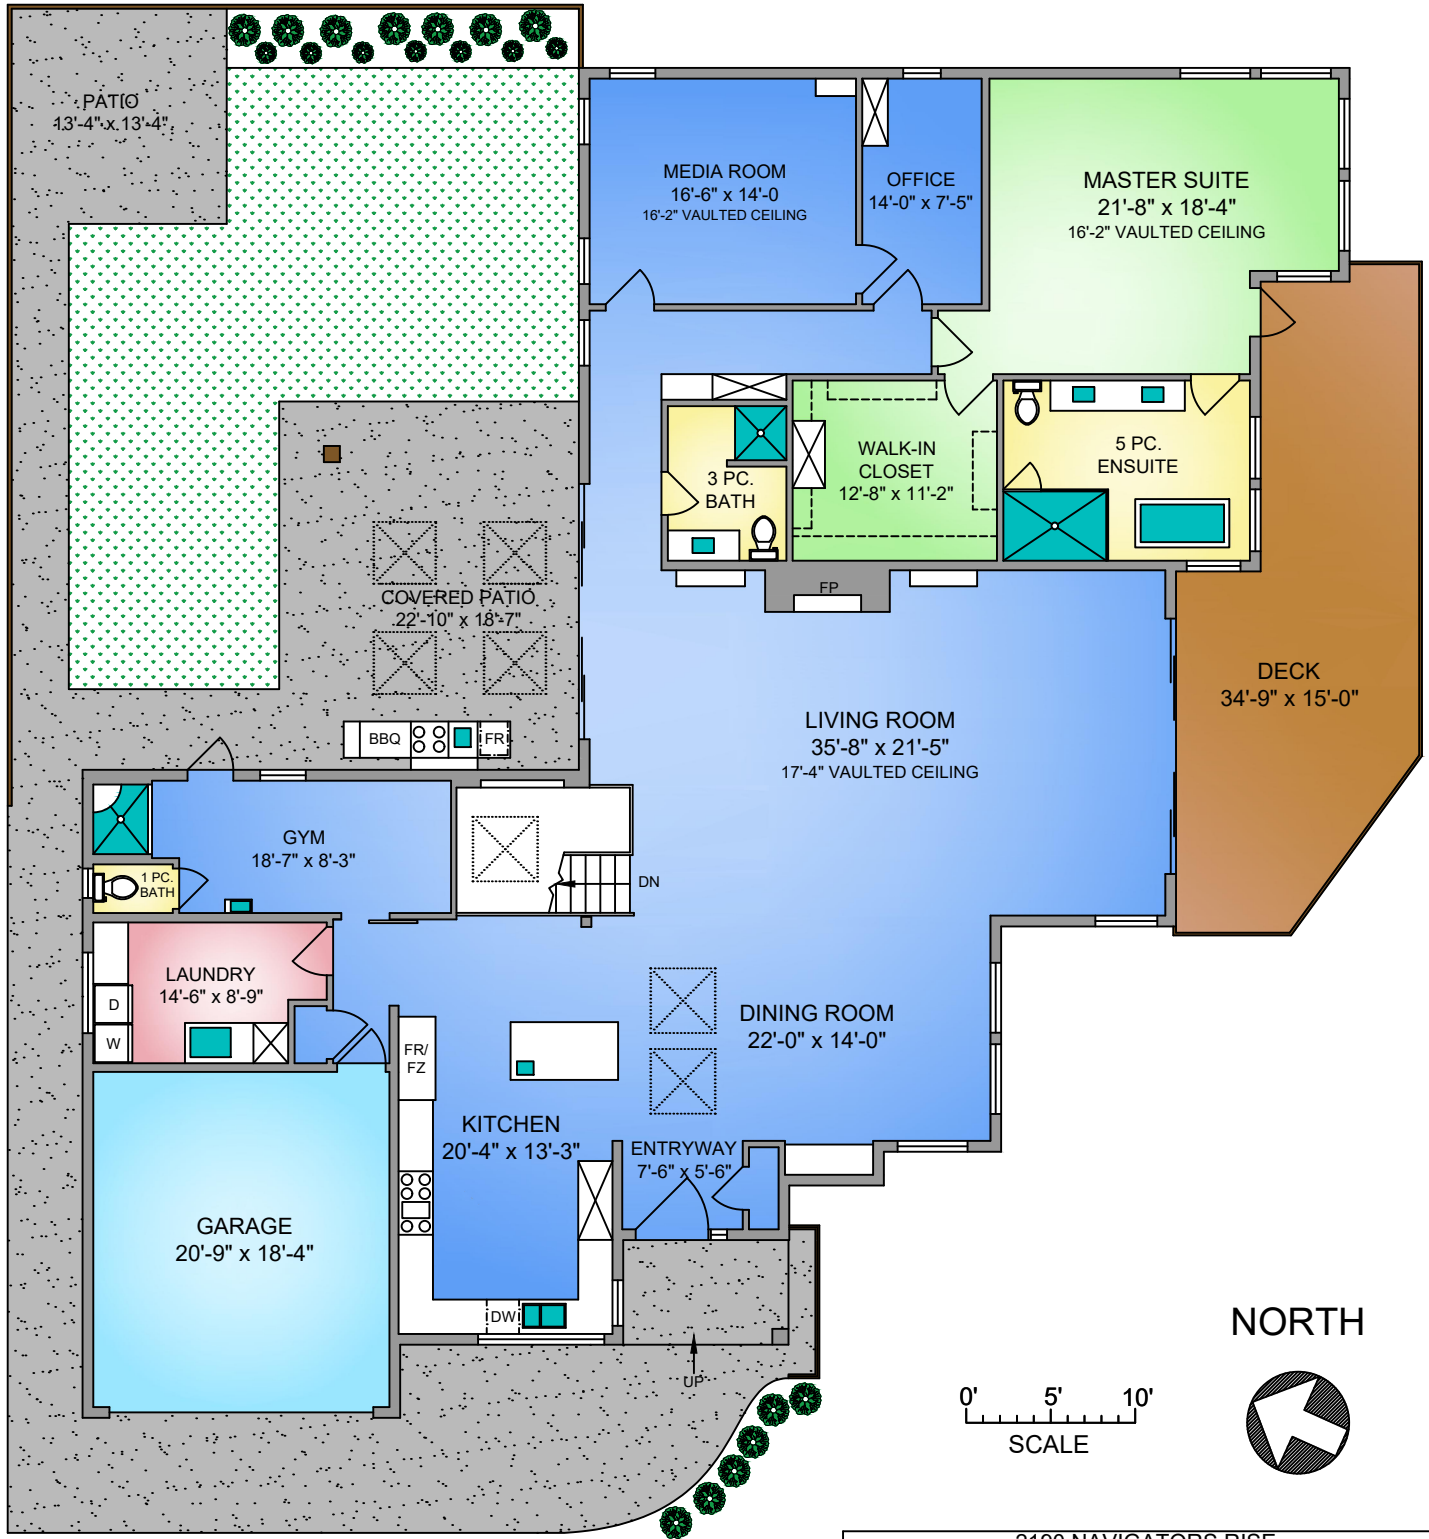 PATIO
13'-4" x 13'-4"
MEDIA ROOM
16'-6" x 14'-0
16'-2" VAULTED CEILING
OFFICE
14'-0" x 7'-5"
MASTER SUITE
21'-8" x 18'-4"
16'-2" VAULTED CEILING
3 PC.
BATH
WALK-IN
CLOSET
12'-8" x 11'-2"
5 PC.
ENSUITE
COVERED PATIO
22'-10" x 18'-7"
FP
BBQ
FR
LIVING ROOM
35'-8" x 21'-5"
17'-4" VAULTED CEILING
DECK
34'-9" x 15'-0"
GYM
18'-7" x 8'-3"
1 PC.
BATH
DN
LAUNDRY
14'-6" x 8'-9"
D
W
FR/
FZ
DINING ROOM
22'-0" x 14'-0"
KITCHEN
20'-4" x 13'-3"
ENTRYWAY
7'-6" x 5'-6"
GARAGE
20'-9" x 18'-4"
DW
UP
NORTH
0' 5' 10'
SCALE
2100 NAVIGATORS RISE